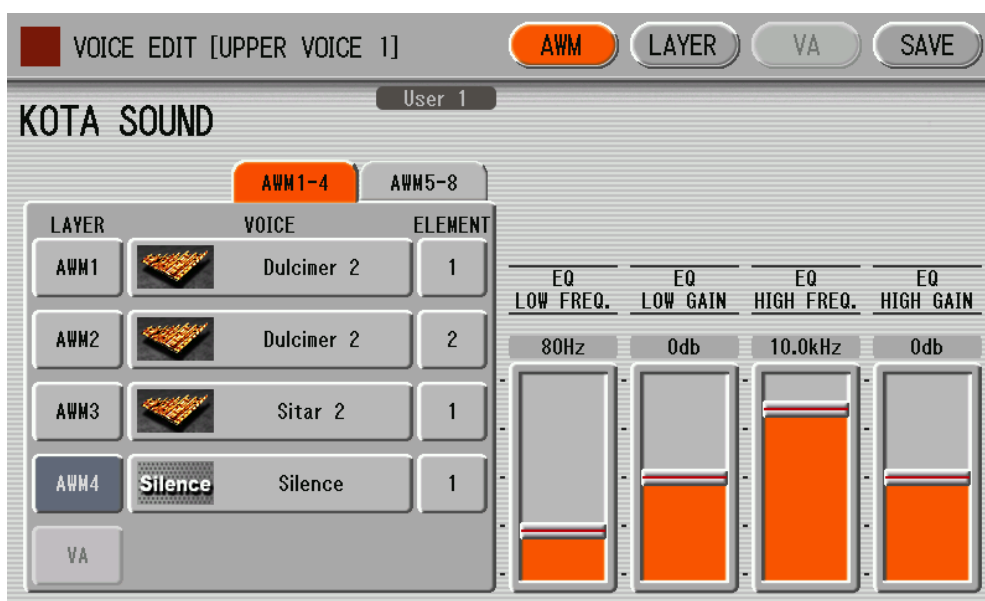 VOICE EDIT [UPPER VOICE 1] AWM LAYER VA SAVE
User 1
KOTA SOUND
AWM1-4 AWM5-8
LAYER VOICE ELEMENT
AWM1 Dulcimer 2 1
AWM2 Dulcimer 2 2
AWM3 Sitar 2 1
AWM4 Silence Silence 1
VA
EQ LOW FREQ. EQ LOW GAIN EQ HIGH FREQ. EQ HIGH GAIN
80Hz 0db 10.0kHz 0db